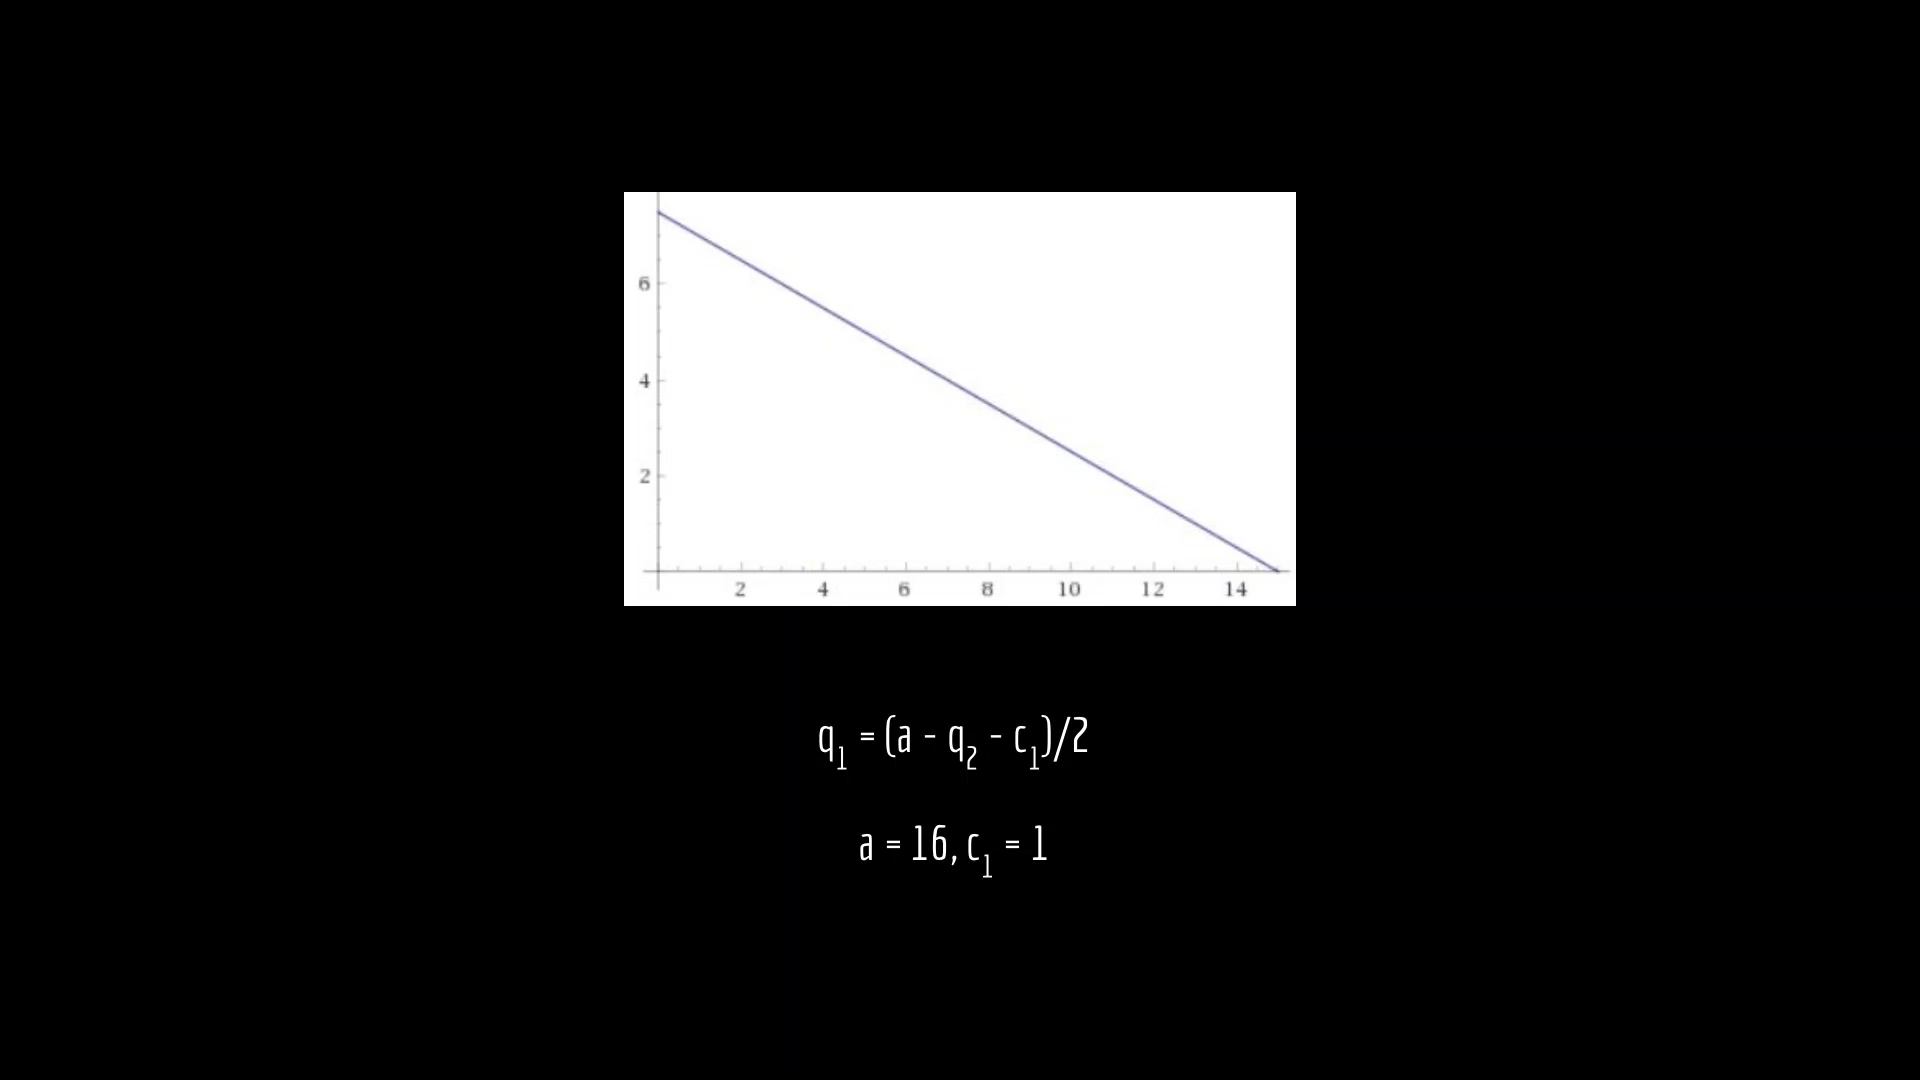 6
4
2
2 4 6 8 10 12 14
q₁ = (a - q₂ - c₁)/2
a = 16, c₁ = 1